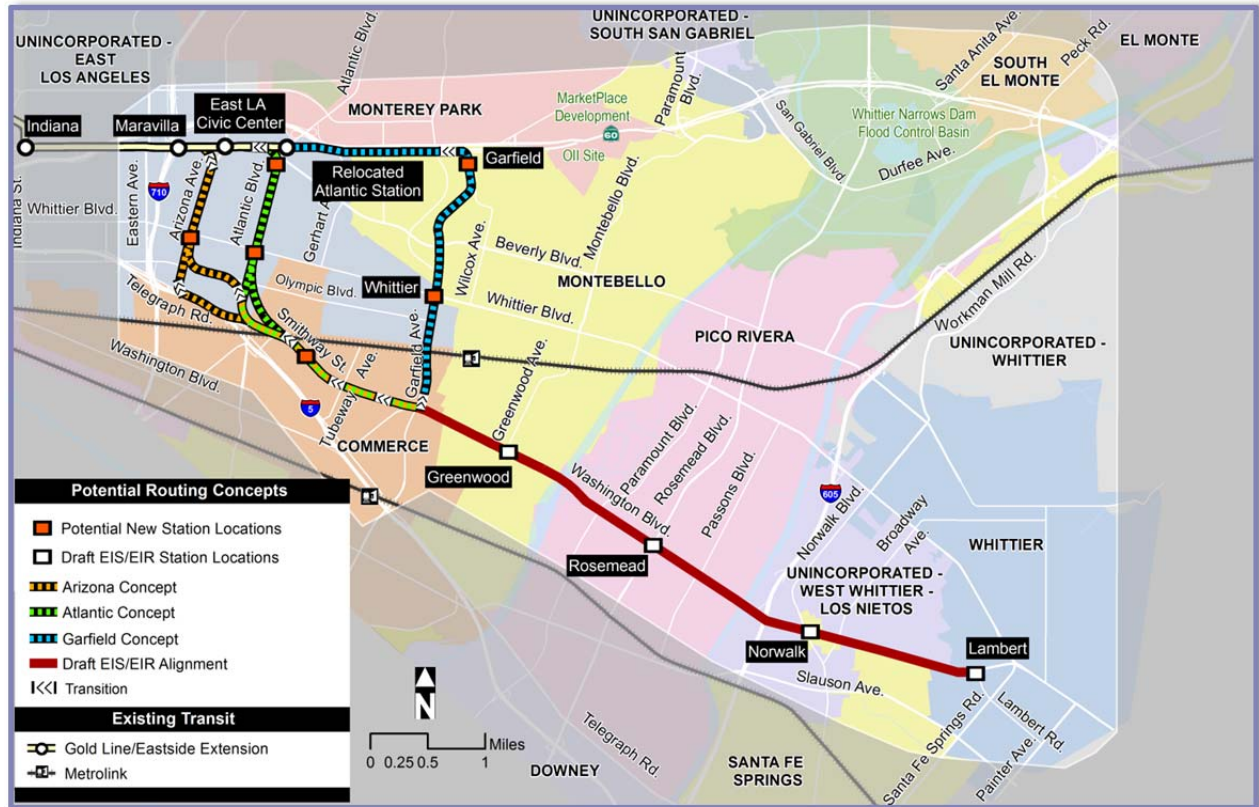 UNINCORPORATED -
EAST
LOS ANGELES
Atlantic Blvd.
UNINCORPORATED -
SOUTH SAN GABRIEL
Paramount
Blvd.
Santa Anita Ave.
Peck Rd.
EL MONTE
SOUTH
EL MONTE
MONTEREY PARK
MarketPlace
Development
60
OII Site
San Gabriel Blvd.
Whittier Narrows Dam
Flood Control Basin
Durfee Ave.
Indiana
Maravilla
East LA
Civic Center
Relocated
Atlantic Station
Garfield
Indiana St.
Whittier Blvd.
Eastern Ave.
710
Arizona Ave.
Atlantic Blvd.
Gerhart A
Montebello Blvd.
Wilcox Ave.
Beverly Blvd.
MONTEBELLO
Olympic Blvd.
Whittier
Whittier Blvd.
Telegraph Rd.
Smithway St.
Washington Blvd.
Tubeway Ave.
Garfield Ave.
Greenwood Ave.
5
COMMERCE
Greenwood
PICO RIVERA
Workman Mill Rd.
UNINCORPORATED -
WHITTIER
Paramount Blvd.
Rosemead Blvd.
Passons Blvd.
Washington Blvd.
Rosemead
605
Norwalk Blvd.
Broadway
Ave.
WHITTIER
UNINCORPORATED -
WEST WHITTIER -
LOS NIETOS
Norwalk
Lambert
Slauson Ave.
Santa Fe Springs Rd.
Lambert Rd.
Painter Ave.
Telegraph Rd.
DOWNEY
SANTA FE
SPRINGS
N
Miles
0 0.25 0.5 1
Potential Routing Concepts
Potential New Station Locations
Draft EIS/EIR Station Locations
Arizona Concept
Atlantic Concept
Garfield Concept
Draft EIS/EIR Alignment
Transition
Existing Transit
Gold Line/Eastside Extension
Metrolink